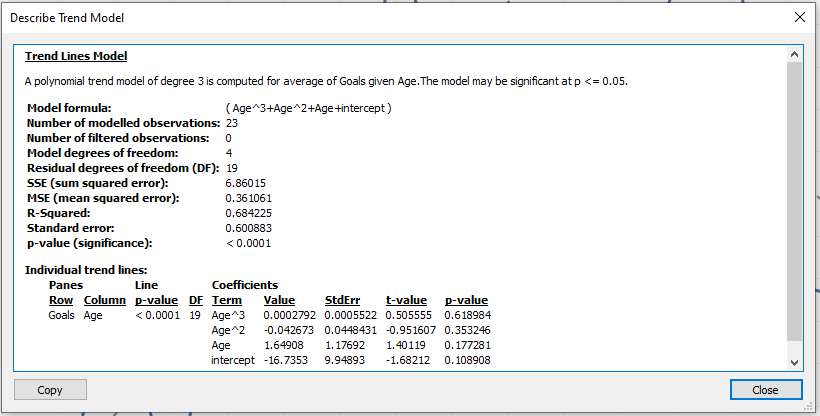 Describe Trend Model
Trend Lines Model
A polynomial trend model of degree 3 is computed for average of Goals given Age.The model may be significant at p <= 0.05.
Model formula: ( Age^3+Age^2+Age+intercept )
Number of modelled observations: 23
Number of filtered observations: 0
Model degrees of freedom: 4
Residual degrees of freedom (DF): 19
SSE (sum squared error): 6.86015
MSE (mean squared error): 0.361061
R-Squared: 0.684225
Standard error: 0.600883
p-value (significance): < 0.0001
Individual trend lines:
Panes Line Coefficients
Row Column p-value DF Term Value StdErr t-value p-value
Goals Age < 0.0001 19 Age^3 0.0002792 0.0005522 0.505555 0.618984
Age^2 -0.042673 0.0448431 -0.951607 0.353246
Age 1.64908 1.17692 1.40119 0.177281
intercept -16.7353 9.94893 -1.68212 0.108908
Copy Close